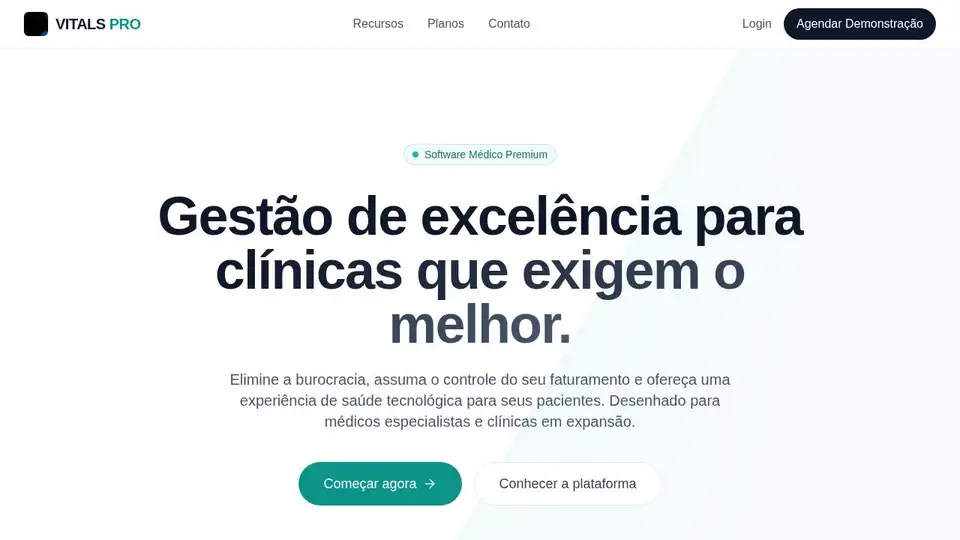 VITALS PRO
Recursos
Planos
Contato
Login
Agendar Demonstração
Software Médico Premium
Gestão de excelência para
clínicas que exigem o
melhor.
Elimine a burocracia, assuma o controle do seu faturamento e ofereça uma
experiência de saúde tecnológica para seus pacientes. Desenhado para
médicos especialistas e clínicas em expansão.
Começar agora →
Conhecer a plataforma